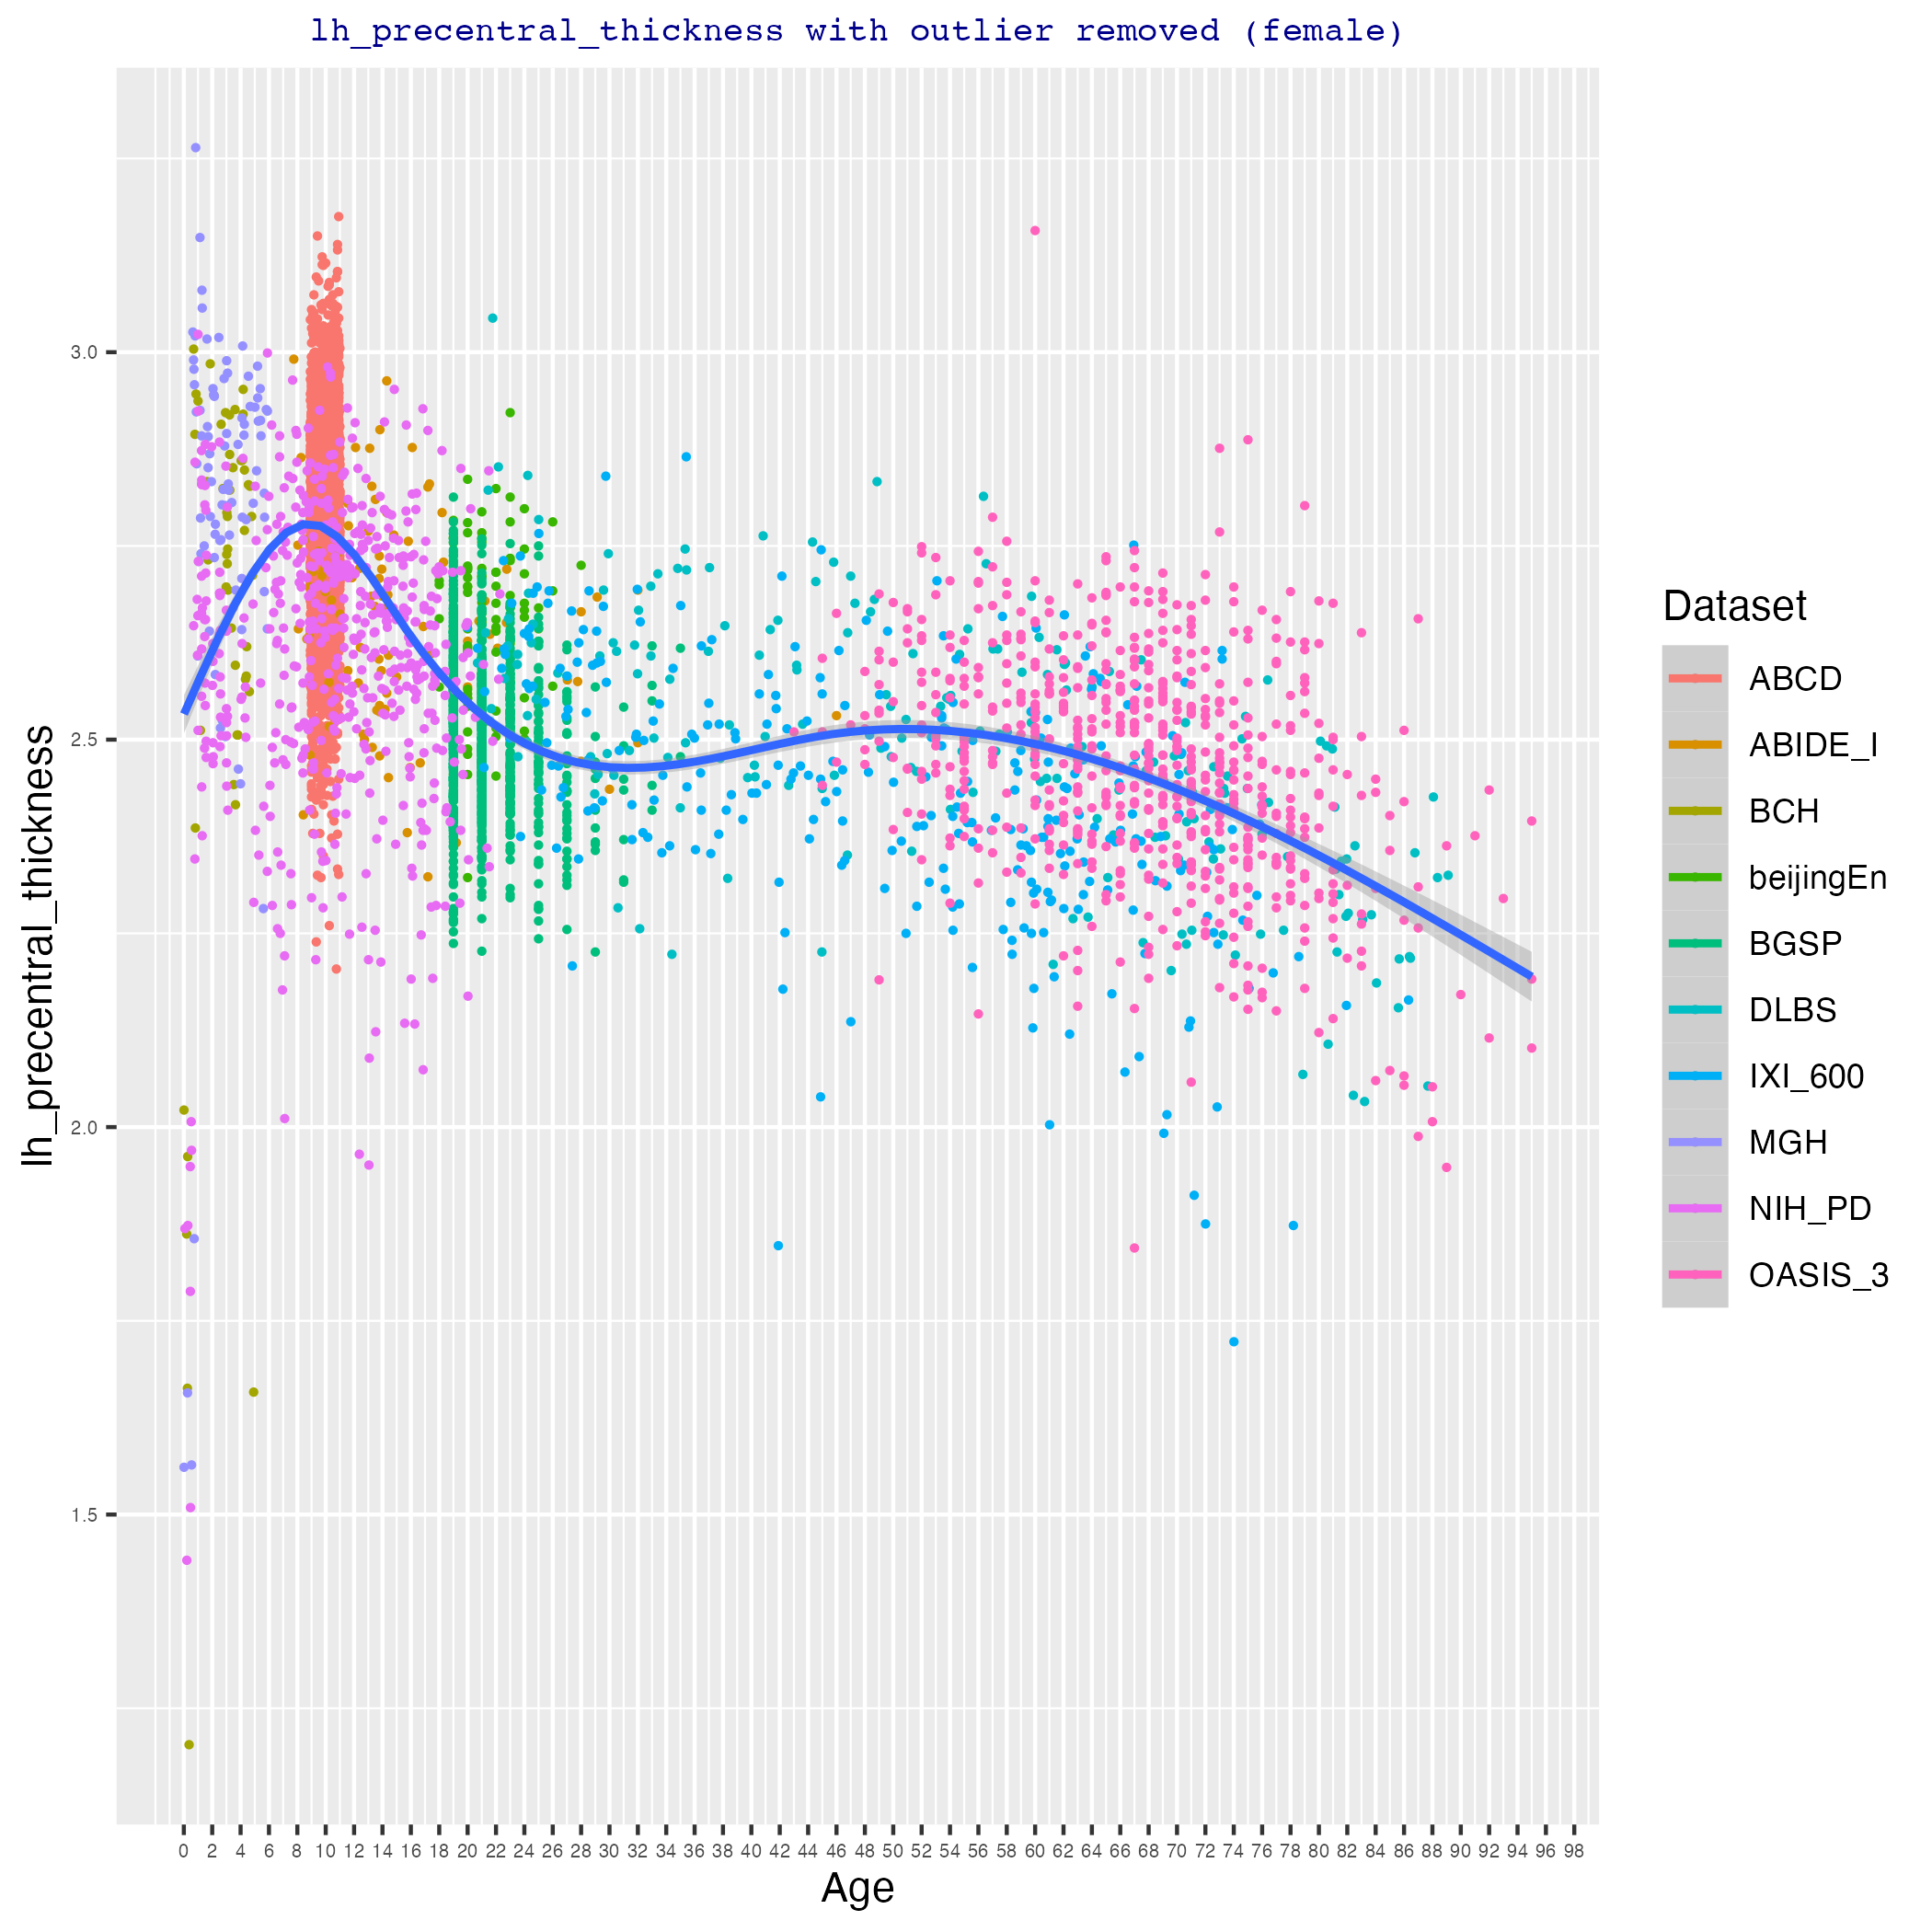 lh_precentral_thickness with outlier removed (female)
lh_precentral_thickness
3.0
2.5
2.0
1.5
0 2 4 6 8 10 12 14 16 18 20 22 24 26 28 30 32 34 36 38 40 42 44 46 48 50 52 54 56 58 60 62 64 66 68 70 72 74 76 78 80 82 84 86 88 90 92 94 96 98
Age
Dataset
ABCD
ABIDE_I
BCH
beijingEn
BGSP
DLBS
IXI_600
MGH
NIH_PD
OASIS_3